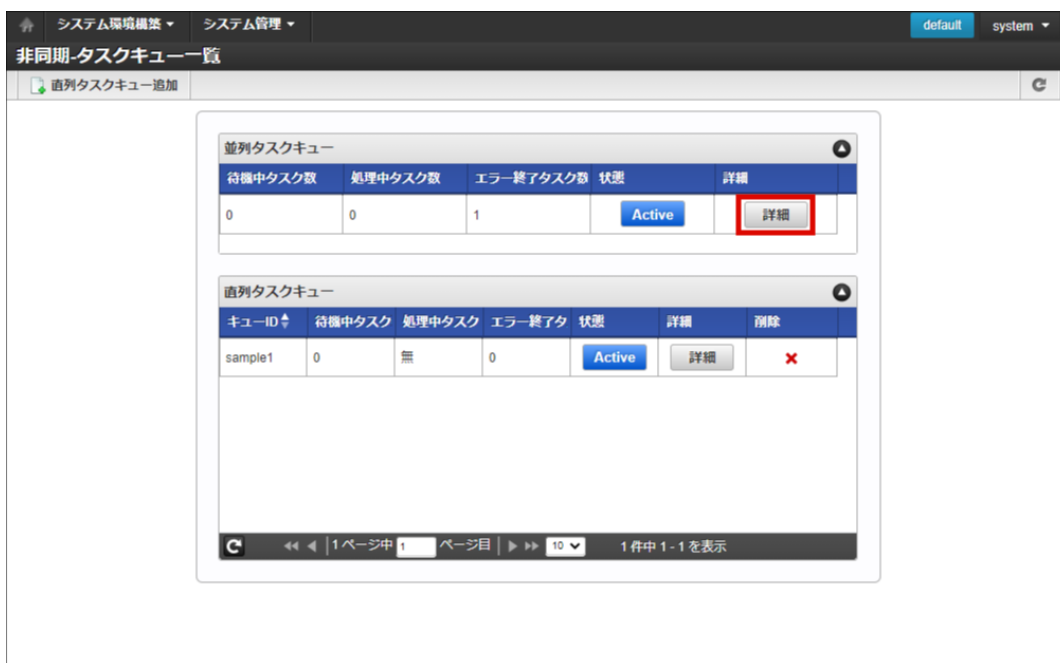 システム環境構築 システム管理 default system
非同期-タスクキュー一覧
直列タスクキュー追加
並列タスクキュー
待機中タスク数 処理中タスク数 エラー終了タスク数 状態 詳細
0 0 1 Active 詳細
直列タスクキュー
キューID 待機中タスク 処理中タスク エラー終了タ 状態 詳細 削除
sample1 0 無 0 Active 詳細
1 ページ中 1 ページ目 10 1 件中 1 - 1 を表示